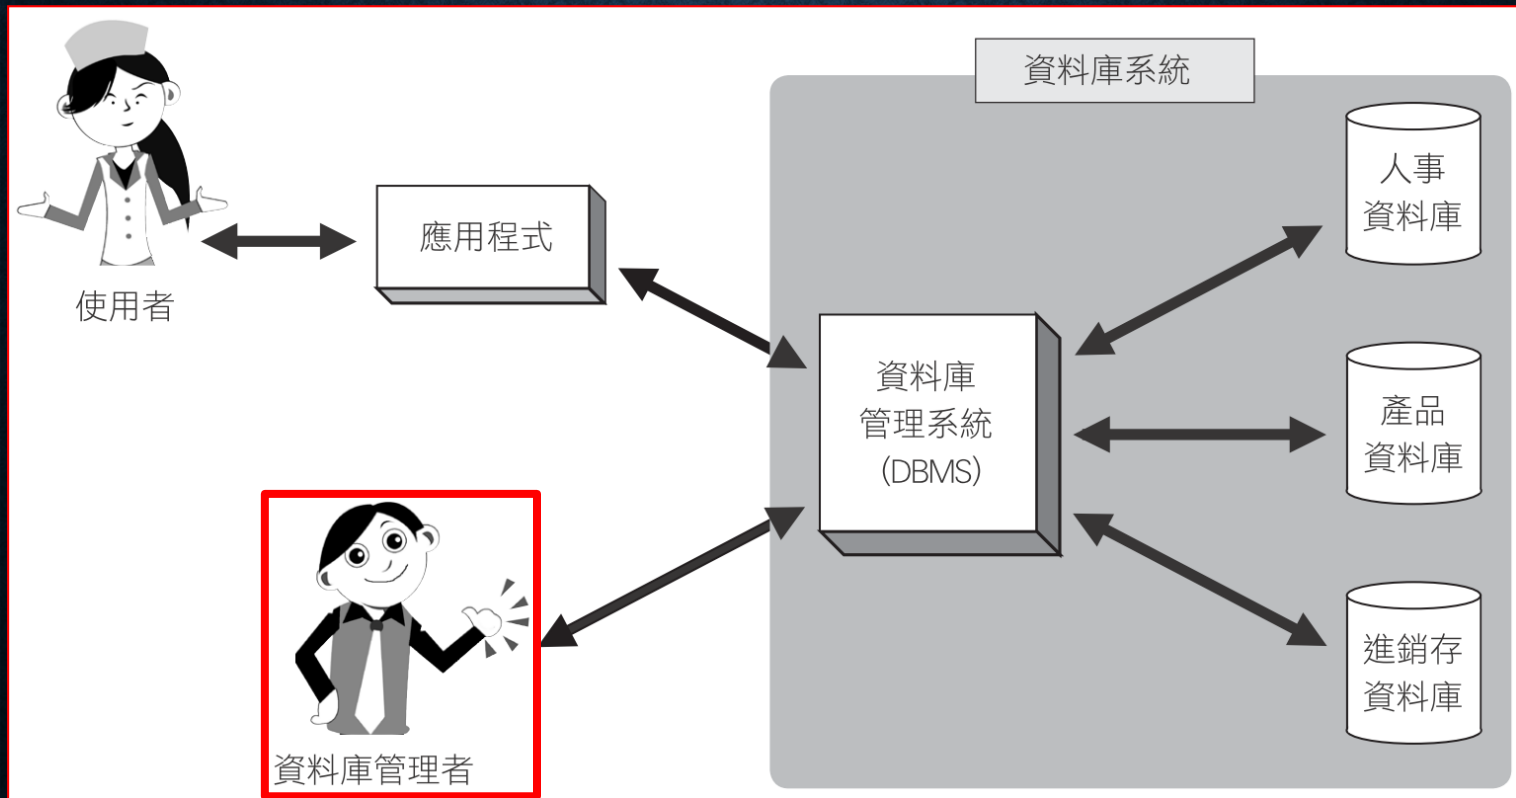 資料庫系統
人事
資料庫
應用程式
使用者
資料庫
管理系統
(DBMS)
產品
資料庫
進銷存
資料庫
資料庫管理者